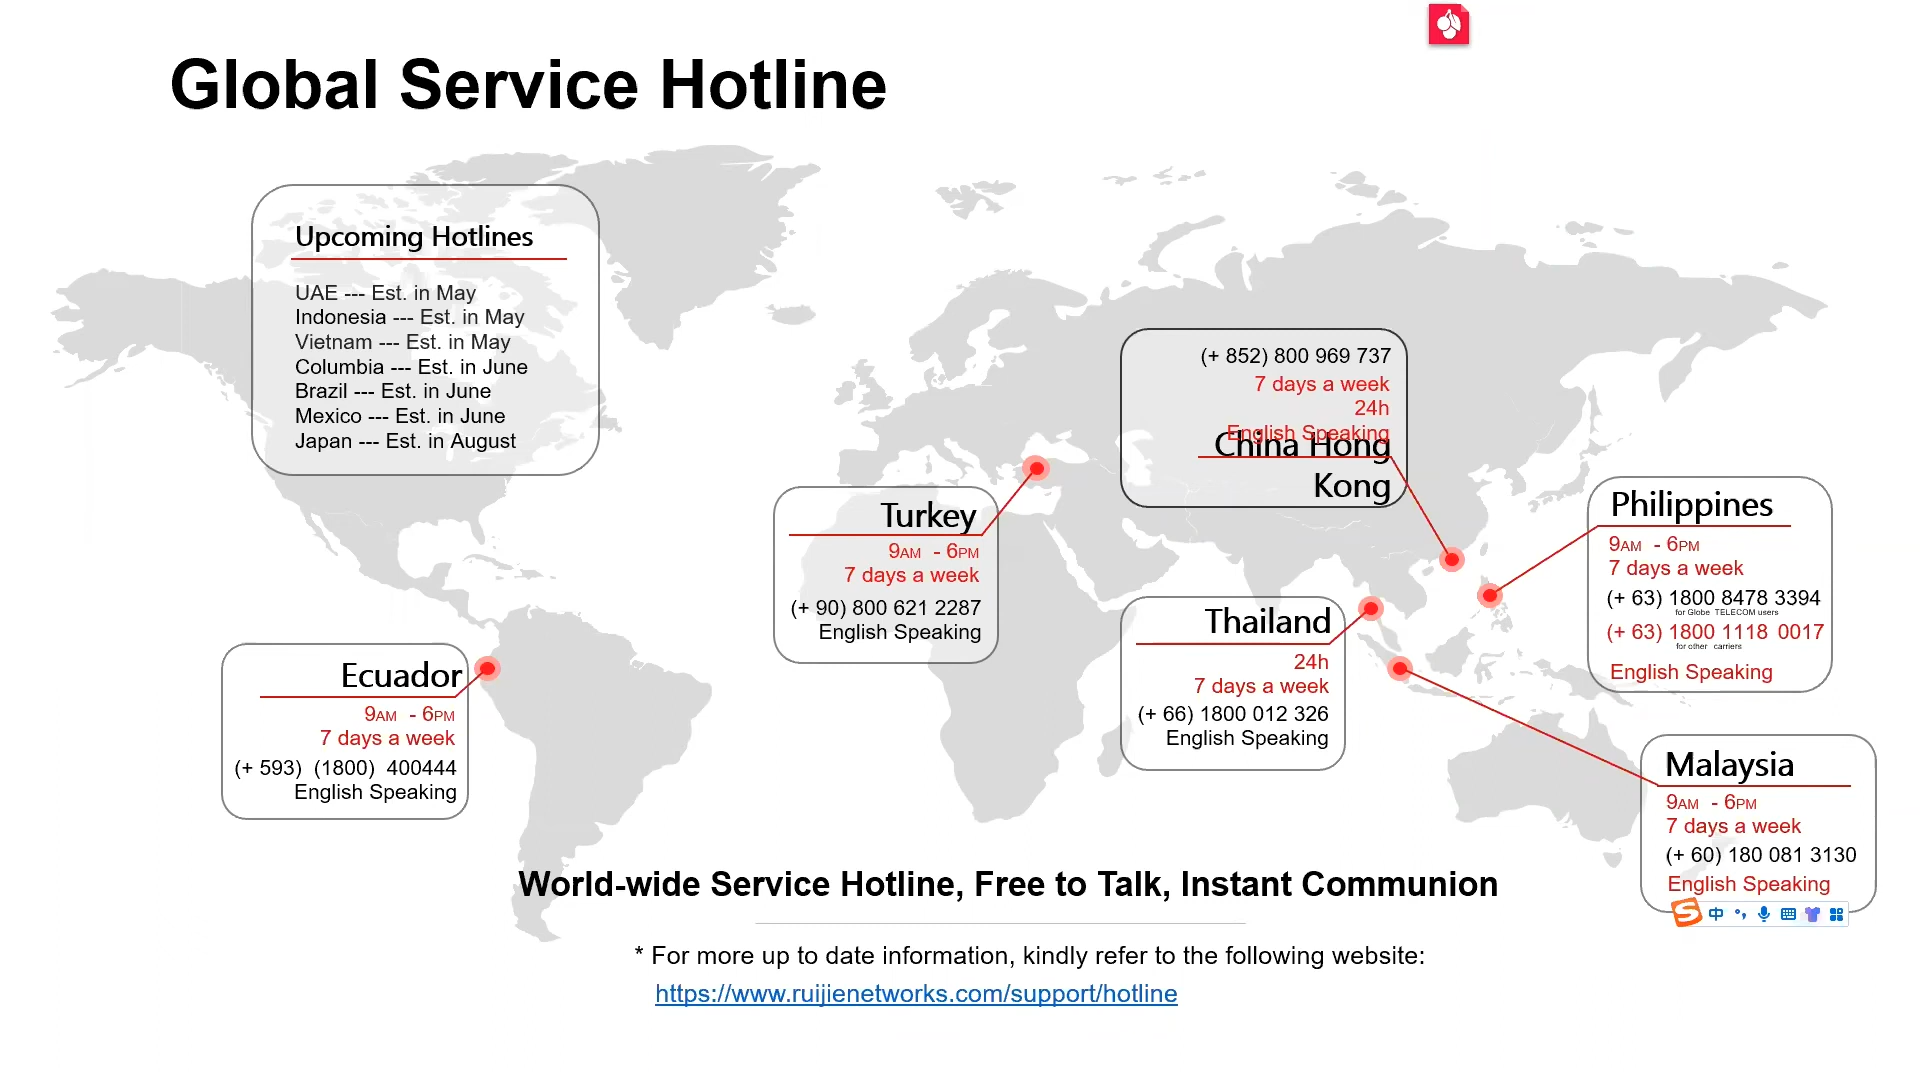 Global Service Hotline
Upcoming Hotlines
UAE --- Est. in May
Indonesia --- Est. in May
Vietnam --- Est. in May
Columbia --- Est. in June
Brazil --- Est. in June
Mexico --- Est. in June
Japan --- Est. in August
(+ 852) 800 969 737
7 days a week
24h
English Speaking
China Hong
Kong
Turkey
9AM - 6PM
7 days a week
(+ 90) 800 621 2287
English Speaking
Philippines
9AM - 6PM
7 days a week
(+ 63) 1800 8478 3394
for Globe TELECOM users
(+ 63) 1800 1118 0017
for other carriers
English Speaking
Thailand
24h
7 days a week
(+ 66) 1800 012 326
English Speaking
Ecuador
9AM - 6PM
7 days a week
(+ 593) (1800) 400444
English Speaking
Malaysia
9AM - 6PM
7 days a week
(+ 60) 180 081 3130
English Speaking
S 中
World-wide Service Hotline, Free to Talk, Instant Communion
* For more up to date information, kindly refer to the following website:
https://www.ruijienetworks.com/support/hotline